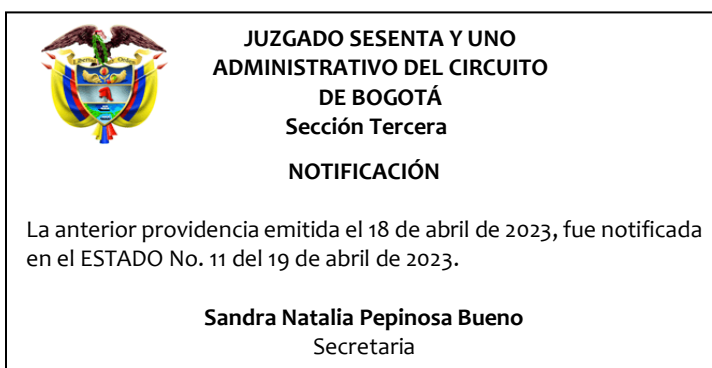 JUZGADO SESENTA Y UNO
ADMINISTRATIVO DEL CIRCUITO
DE BOGOTÁ
Sección Tercera
NOTIFICACIÓN
La anterior providencia emitida el 18 de abril de 2023, fue notificada
en el ESTADO No. 11 del 19 de abril de 2023.
Sandra Natalia Pepinosa Bueno
Secretaria